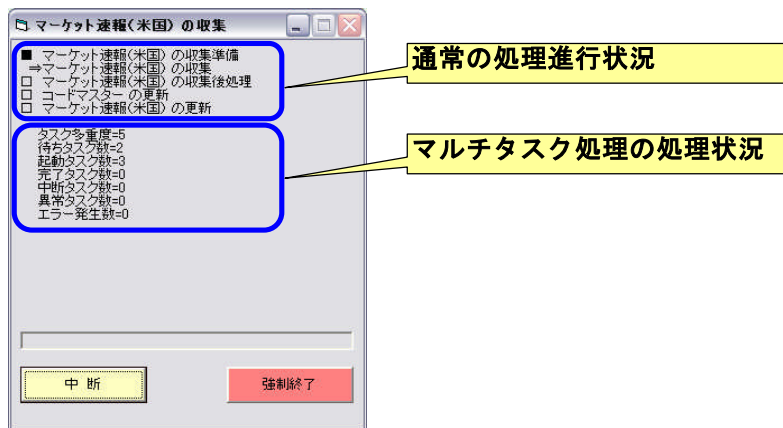 マーケット速報(米国) の収集
■ マーケット速報(米国) の収集準備
⇒マーケット速報(米国) の収集
□ マーケット速報(米国) の収集後処理
□ コードマスター の更新
□ マーケット速報(米国) の更新
通常の処理進行状況
タスク多重度=5
待ちタスク数=2
起動タスク数=3
完了タスク数=0
中断タスク数=0
異常タスク数=0
エラー発生数=0
マルチタスク処理の処理状況
中 断
強制終了